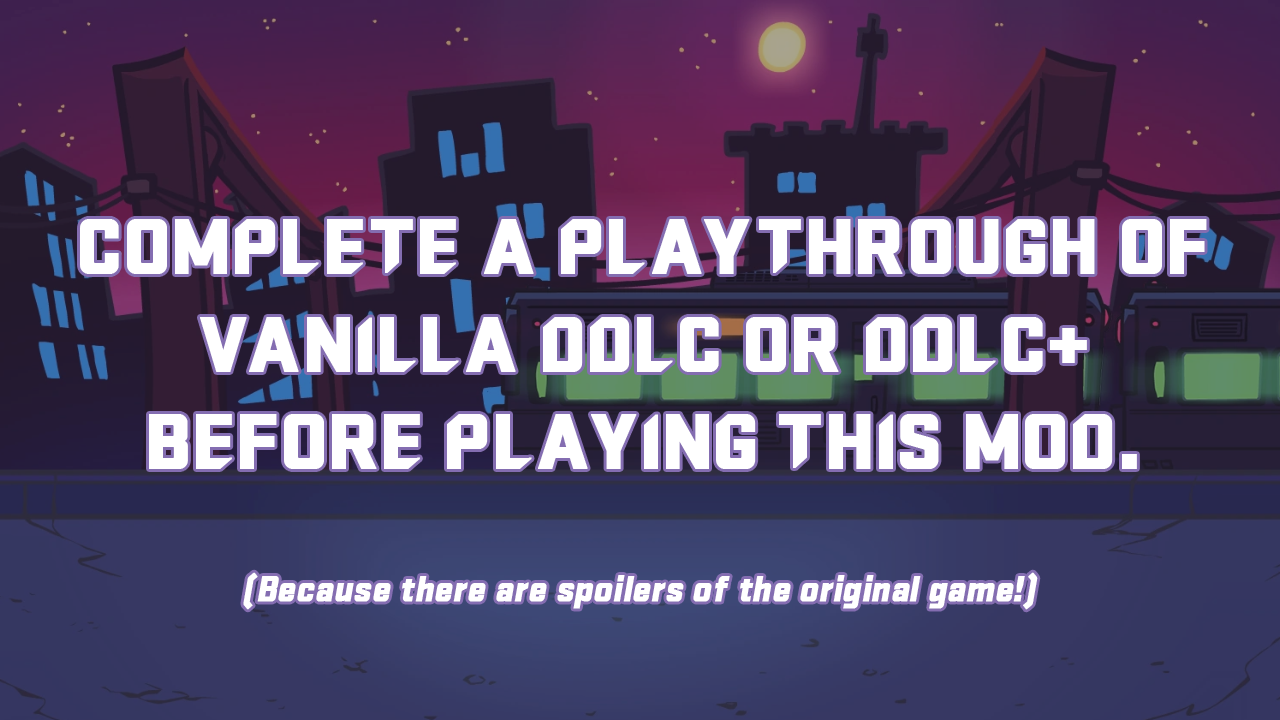 COMPLETE A PLAYTHROUGH OF
VANILLA DDLC OR DDLC+
BEFORE PLAYING THIS MOD.
(Because there are spoilers of the original game!)